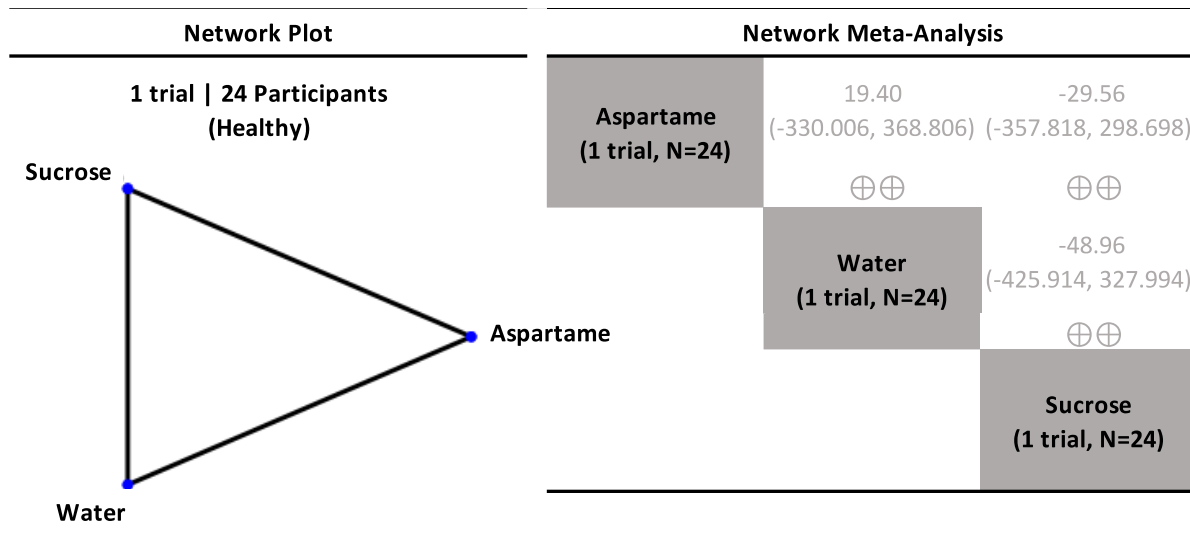 Network Plot
1 trial | 24 Participants
(Healthy)
Sucrose
Aspartame
Water
Network Meta-Analysis
Aspartame
(1 trial, N=24)
19.40
(-330.006, 368.806)
⊕⊕
-29.56
(-357.818, 298.698)
⊕⊕
Water
(1 trial, N=24)
-48.96
(-425.914, 327.994)
⊕⊕
Sucrose
(1 trial, N=24)